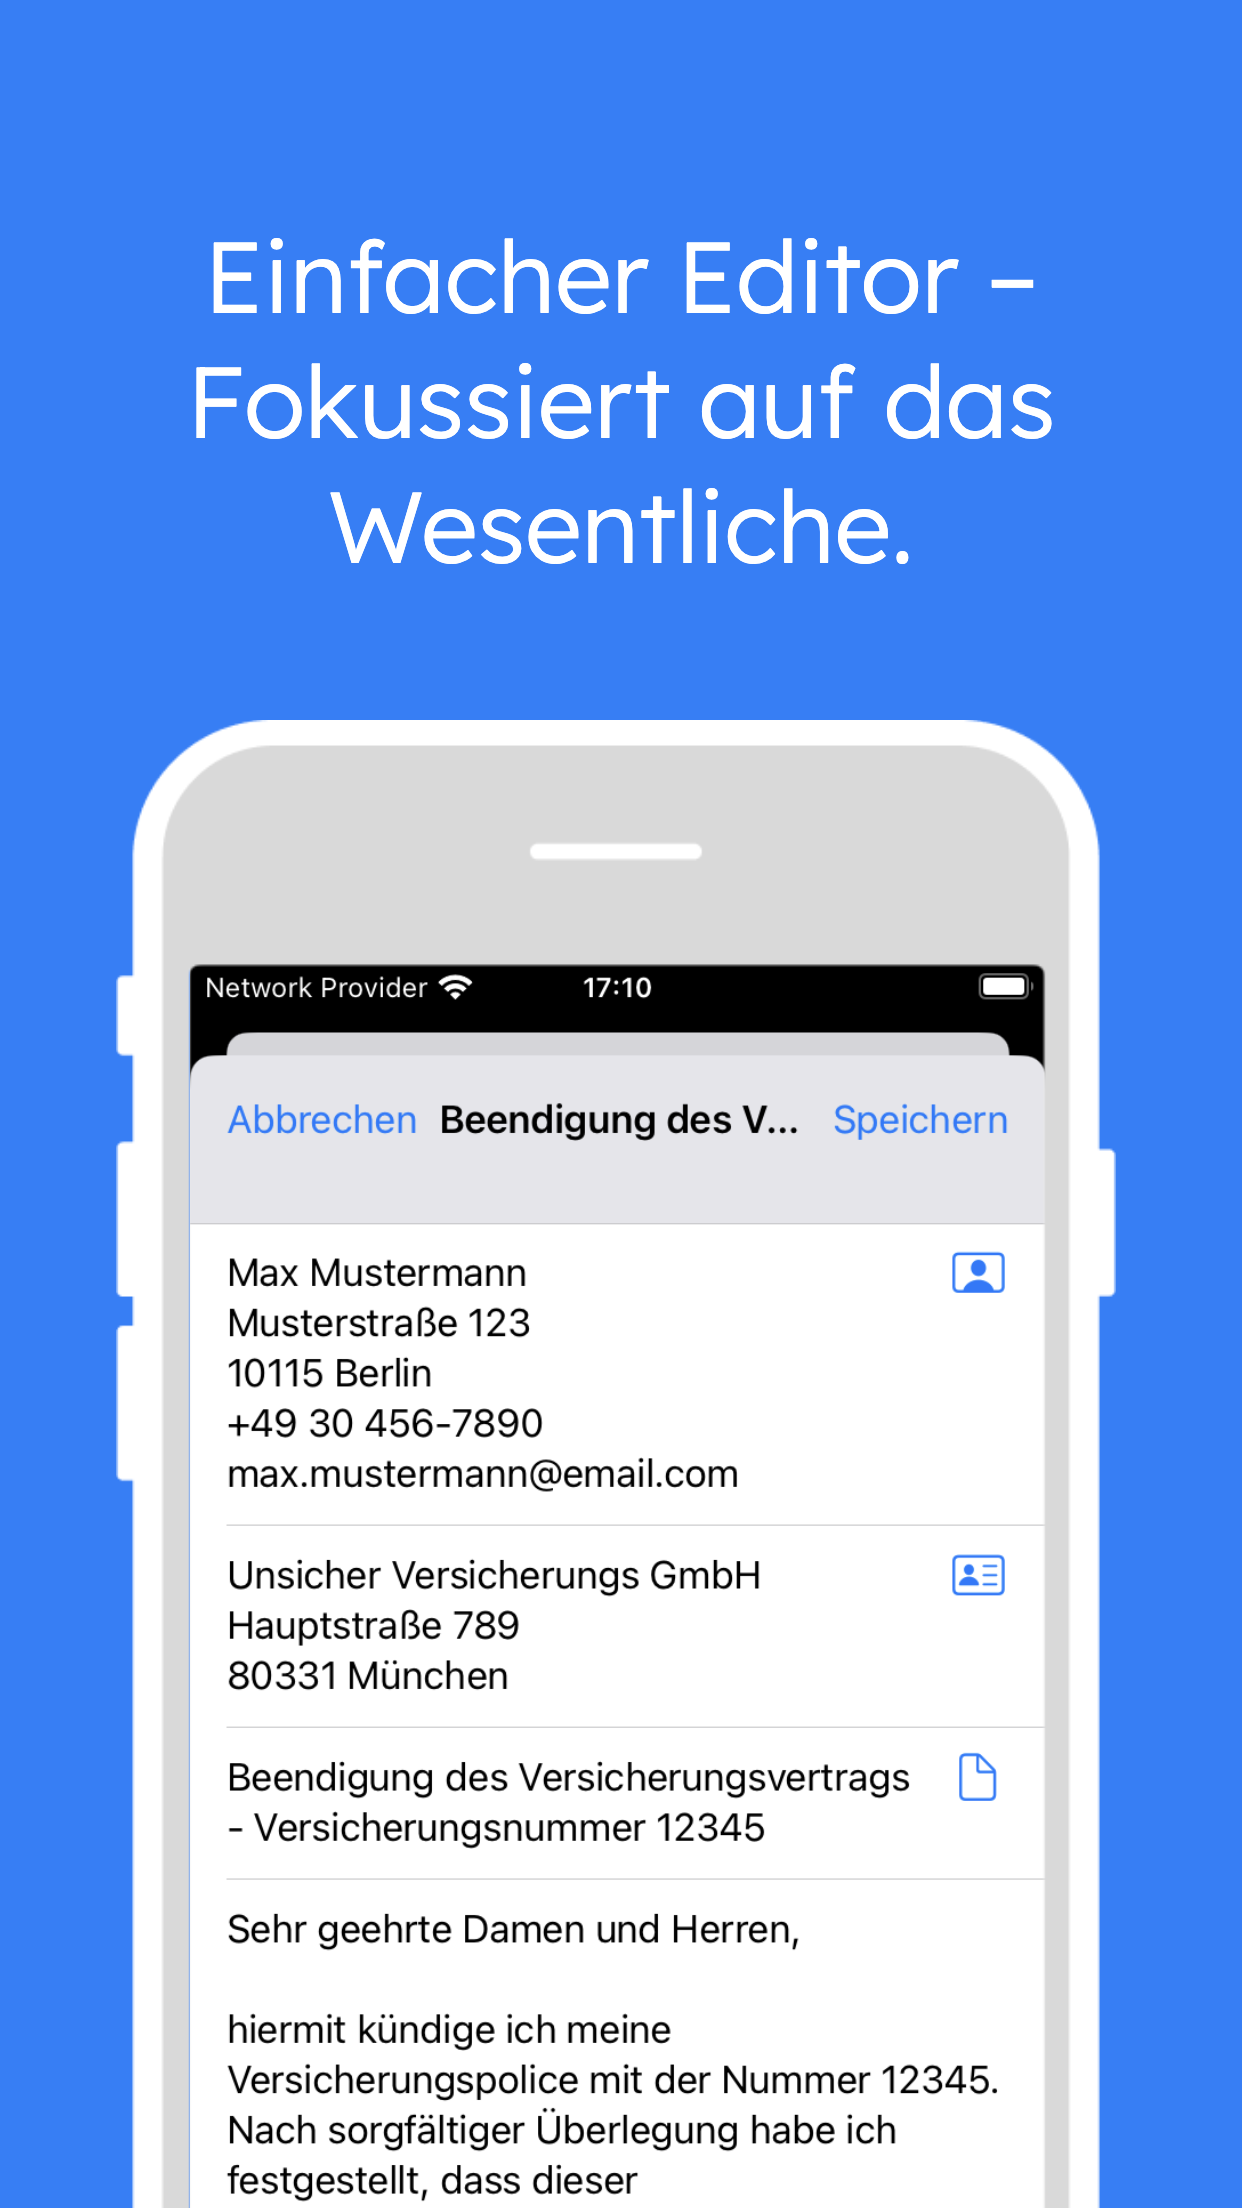 Einfacher Editor –
Fokussiert auf das
Wesentliche.
Network Provider 17:10
Abbrechen Beendigung des V... Speichern
Max Mustermann
Musterstraße 123
10115 Berlin
+49 30 456-7890
max.mustermann@email.com
Unsicher Versicherungs GmbH
Hauptstraße 789
80331 München
Beendigung des Versicherungsvertrags
- Versicherungsnummer 12345
Sehr geehrte Damen und Herren,
hiermit kündige ich meine
Versicherungspolice mit der Nummer 12345.
Nach sorgfältiger Überlegung habe ich
festgestellt, dass dieser